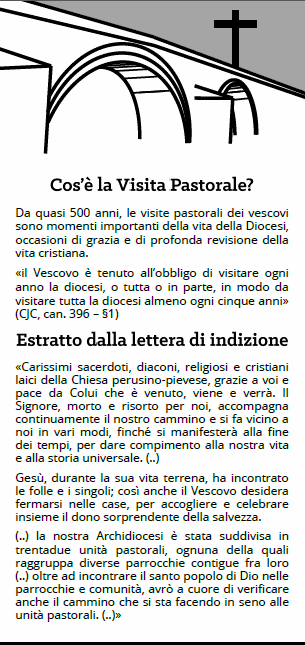 Cos'è la Visita Pastorale?
Da quasi 500 anni, le visite pastorali dei vescovi
sono momenti importanti della vita della Diocesi,
occasioni di grazia e di profonda revisione della
vita cristiana.
«il Vescovo è tenuto all'obbligo di visitare ogni
anno la diocesi, o tutta o in parte, in modo da
visitare tutta la diocesi almeno ogni cinque anni»
(CJC, can. 396 – §1)
Estratto dalla lettera di indizione
«Carissimi sacerdoti, diaconi, religiosi e cristiani
laici della Chiesa perusino-pievese, grazie a voi e
pace da Colui che è venuto, viene e verrà. Il
Signore, morto e risorto per noi, accompagna
continuamente il nostro cammino e si fa vicino a
noi in vari modi, finché si manifesterà alla fine
dei tempi, per dare compimento alla nostra vita
e alla storia universale. (..)
Gesù, durante la sua vita terrena, ha incontrato
le folle e i singoli; così anche il Vescovo desidera
fermarsi nelle case, per accogliere e celebrare
insieme il dono sorprendente della salvezza.
(..) la nostra Archidiocesi è stata suddivisa in
trentadue unità pastorali, ognuna della quali
raggruppa diverse parrocchie contigue fra loro
(..) oltre ad incontrare il santo popolo di Dio nelle
parrocchie e comunità, avrò a cuore di verificare
anche il cammino che si sta facendo in seno alle
unità pastorali. (..)»